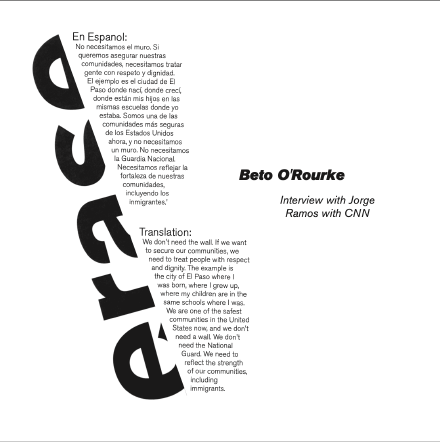 erace
En Espanol:
No necesitamos el muro. Si
queremos asegurar nuestras
comunidades, necesitamos tratar
gente con respeto y dignidad.
El ejemplo es el ciudad de El
Paso donde nací, donde crecí,
donde están mis hijos en las
mismas escuelas donde yo
estaba. Somos una de las
comunidades más seguras
de los Estados Unidos
ahora, y no necesitamos
un muro. No necesitamos
la Guardia Nacional.
Necesitamos reflejar la
fortaleza de nuestras
comunidades,
incluyendo los
inmigrantes.'
Translation:
We don't need the wall. If we want
to secure our communities, we
need to treat people with respect
and dignity. The example is
the city of El Paso where I
was born, where I grew up,
where my children are in the
same schools where I was.
We are one of the safest
communities in the United
States now, and we don't
need a wall. We don't
need the National
Guard. We need to
reflect the strength
of our communities,
including
immigrants.
Beto O'Rourke
Interview with Jorge
Ramos with CNN